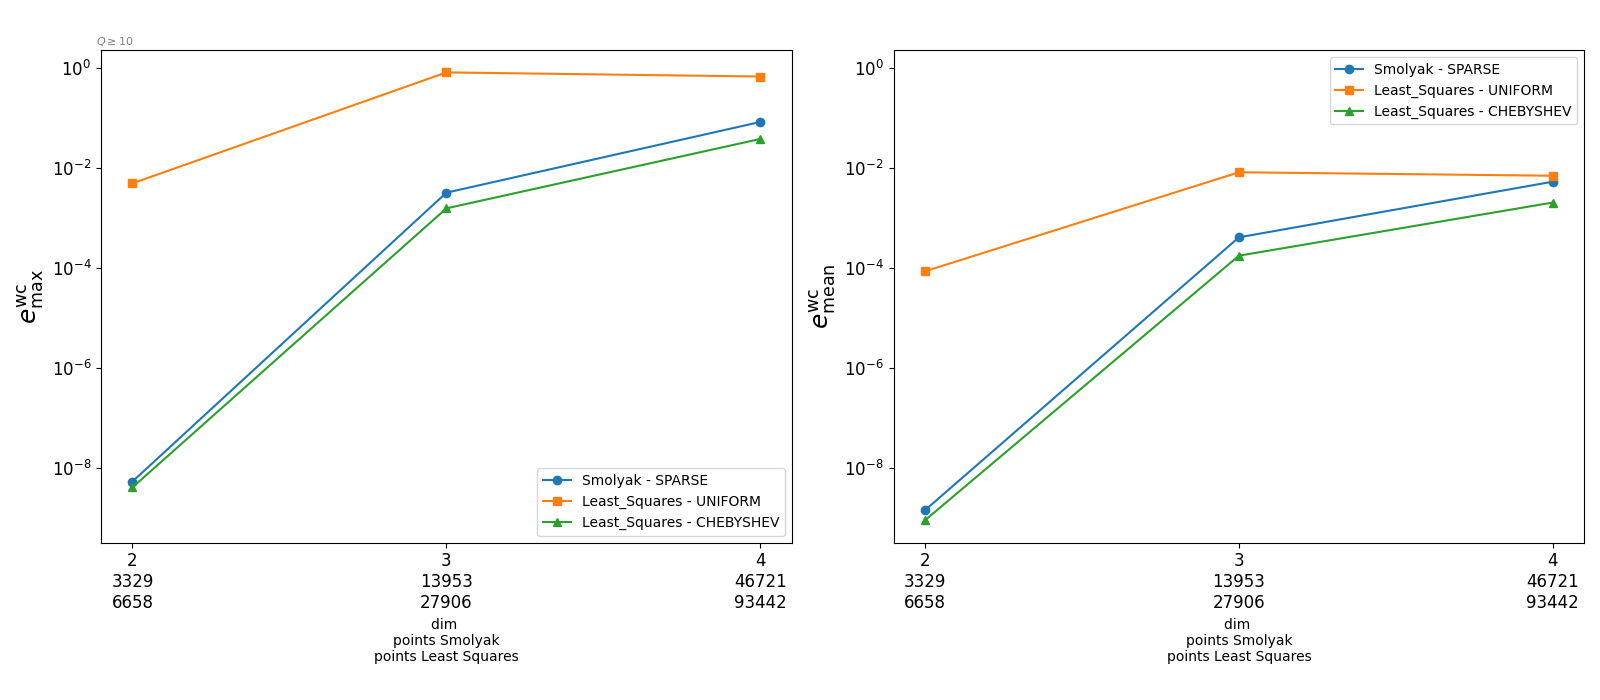 Q ≥ 10
10^0
10^-2
10^-4
10^-6
10^-8
e^wc_max
Smolyak - SPARSE
Least_Squares - UNIFORM
Least_Squares - CHEBYSHEV
2 3 4
3329 13953 46721
6658 27906 93442
dim
points Smolyak
points Least Squares
10^0
10^-2
10^-4
10^-6
10^-8
e^wc_mean
Smolyak - SPARSE
Least_Squares - UNIFORM
Least_Squares - CHEBYSHEV
2 3 4
3329 13953 46721
6658 27906 93442
dim
points Smolyak
points Least Squares